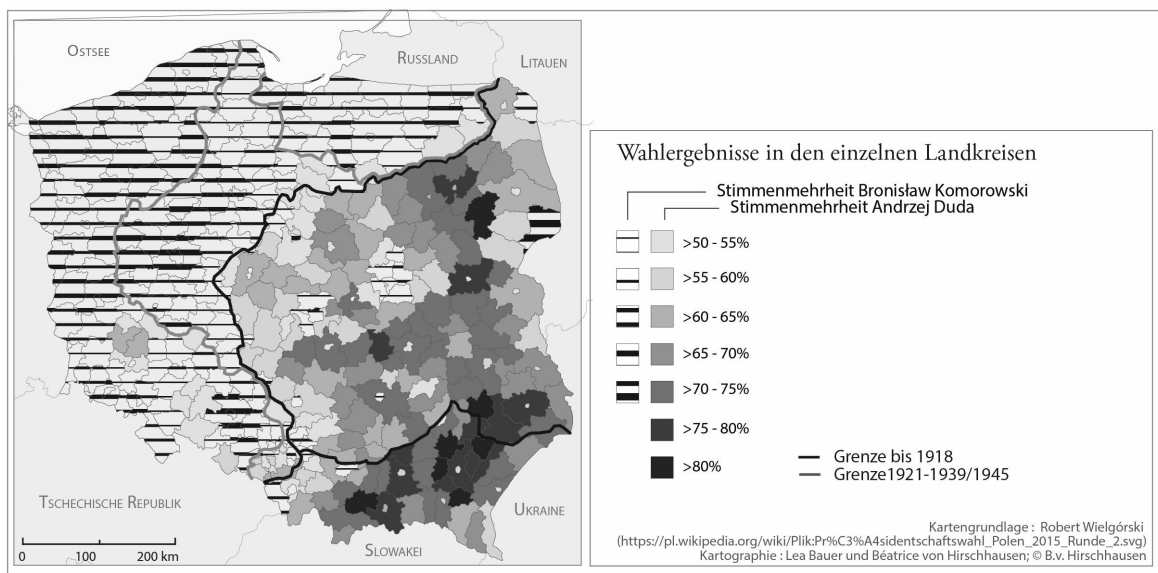 OSTSEE
RUSSLAND
LITAUEN
TSCHECHISCHE REPUBLIK
UKRAINE
SLOWAKEI
0 100 200 km
Wahlergebnisse in den einzelnen Landkreisen
Stimmenmehrheit Bronisław Komorowski
Stimmenmehrheit Andrzej Duda
>50 - 55%
>55 - 60%
>60 - 65%
>65 - 70%
>70 - 75%
>75 - 80%
>80%
Grenze bis 1918
Grenze1921-1939/1945
Kartengrundlage : Robert Wielgórski
(https://pl.wikipedia.org/wiki/Plik:Pr%C3%A4sidentschaftswahl_Polen_2015_Runde_2.svg)
Kartographie : Lea Bauer und Béatrice von Hirschhausen; © B.v. Hirschhausen